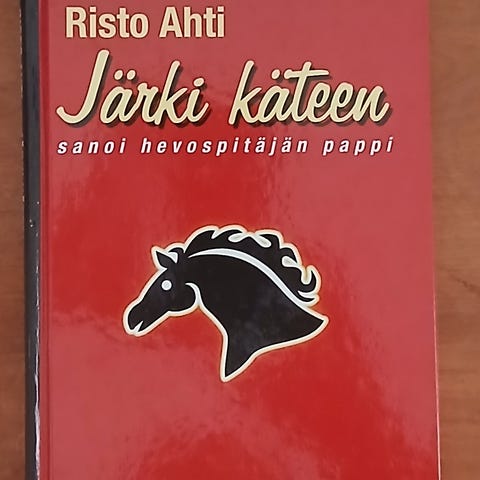 Risto Ahti
Järki käteen
sanoi hevospitäjän pappi